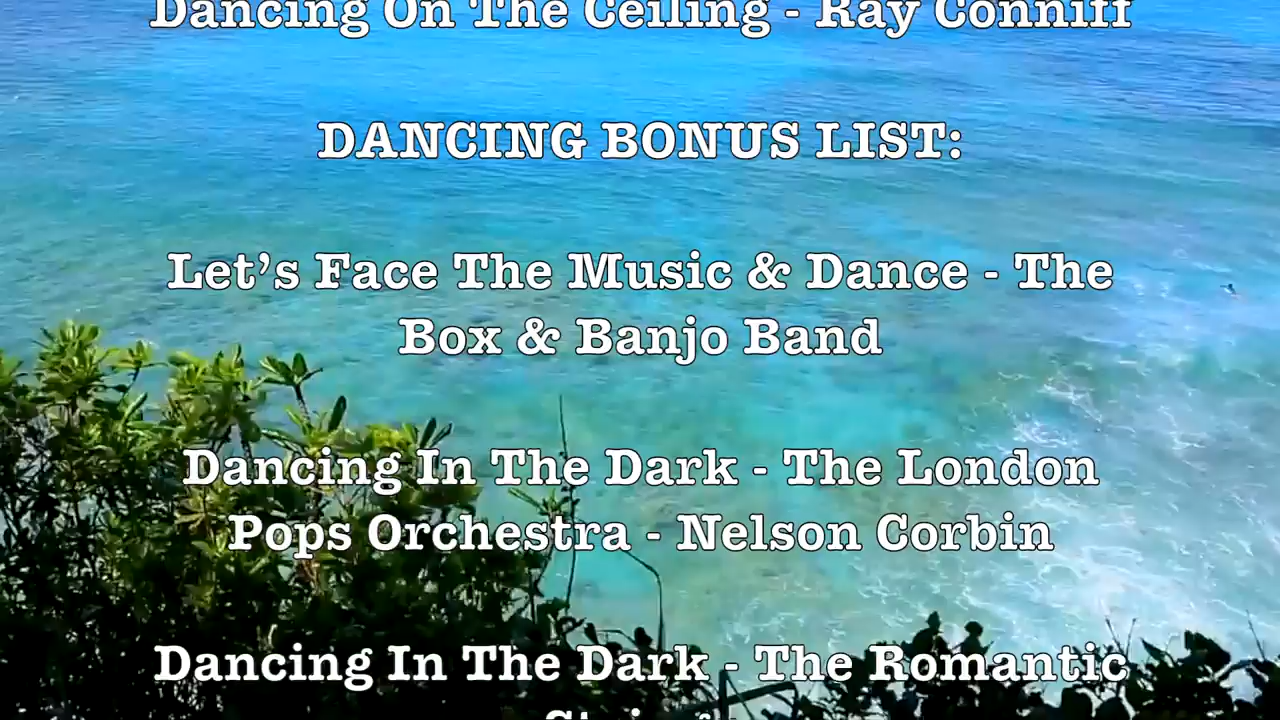 Dancing On The Ceiling - Ray Conniff
DANCING BONUS LIST:
Let’s Face The Music & Dance - The
Box & Banjo Band
Dancing In The Dark - The London
Pops Orchestra - Nelson Corbin
Dancing In The Dark - The Romantic